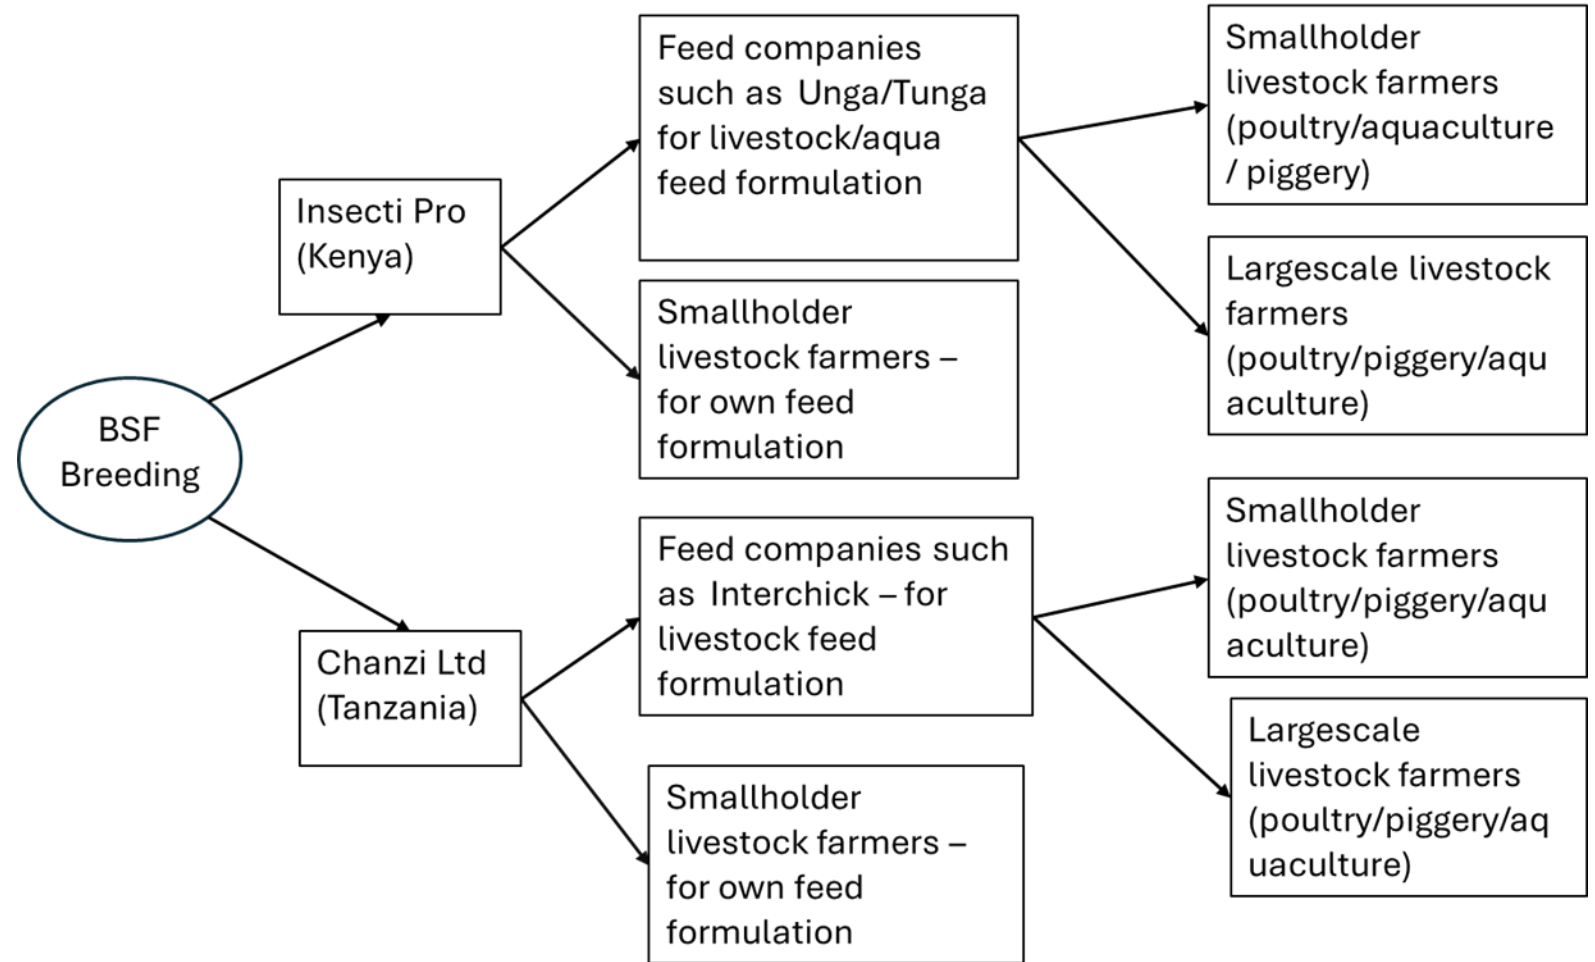 BSF
Breeding
Insecti Pro
(Kenya)
Chanzi Ltd
(Tanzania)
Feed companies
such as Unga/Tunga
for livestock/aqua
feed formulation
Smallholder
livestock farmers –
for own feed
formulation
Feed companies such
as Interchick – for
livestock feed
formulation
Smallholder
livestock farmers –
for own feed
formulation
Smallholder
livestock farmers
(poultry/aquaculture
/ piggery)
Largescale livestock
farmers
(poultry/piggery/aqu
aculture)
Smallholder
livestock farmers
(poultry/piggery/aqu
aculture)
Largescale
livestock farmers
(poultry/piggery/aq
uaculture)